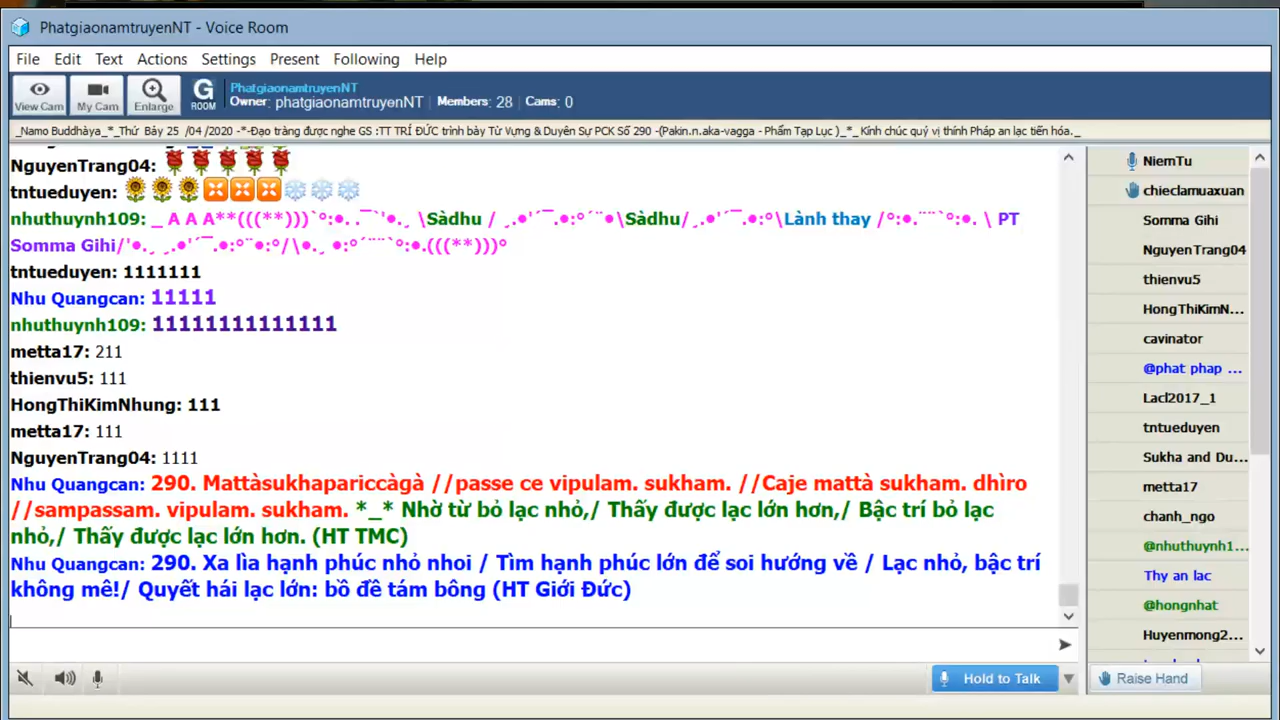 PhatgiaonamtruyenNT - Voice Room
File Edit Text Actions Settings Present Following Help
View Cam My Cam Enlarge G ROOM
PhatgiaonamtruyenNT
Owner: phatgiaonamtruyenNT Members: 28 Cams: 0
_Namo Buddhàya_*_Thứ Bảy 25 /04 /2020 -*-Đạo tràng được nghe GS :TT TRÍ ĐỨC trình bày Từ Vựng & Duyên Sự PCK Số 290 -(Pakin.n.aka-vagga - Phẩm Tạp Lục )_*_ Kính chúc quý vị thính Pháp an lạc tiến hóa._
NguyenTrang04:
tntueduyen:
nhuthuynh109: _ A A A**(((**)))`°:•. .¯`'•.¸ \Sàdhu / ¸.•'´¯.•:°´¨•\Sàdhu/¸.•'´¯.•:°\Lành thay /°:•.¨¨`°:•. \ PT
Somma Gihi/'•.¸ ¸.•'´¯.•:°¨•:°/\•.¸ •:°´¨¨`°:•.(((**)))°
tntueduyen: 1111111
Nhu Quangcan: 11111
nhuthuynh109: 11111111111111
metta17: 211
thienvu5: 111
HongThiKimNhung: 111
metta17: 111
NguyenTrang04: 1111
Nhu Quangcan: 290. Mattàsukhapariccàgà //passe ce vipulam. sukham. //Caje mattà sukham. dhìro
//sampassam. vipulam. sukham. *_* Nhờ từ bỏ lạc nhỏ,/ Thấy được lạc lớn hơn,/ Bậc trí bỏ lạc
nhỏ,/ Thấy được lạc lớn hơn. (HT TMC)
Nhu Quangcan: 290. Xa lìa hạnh phúc nhỏ nhoi / Tìm hạnh phúc lớn để soi hướng về / Lạc nhỏ, bậc trí
không mê!/ Quyết hái lạc lớn: bồ đề tám bông (HT Giới Đức)
NiemTu
chieclamuaxuan
Somma Gihi
NguyenTrang04
thienvu5
HongThiKimN...
cavinator
@phat phap ...
Lacl2017_1
tntueduyen
Sukha and Du...
metta17
chanh_ngo
@nhuthuynh1...
Thy an lac
@hongnhat
Huyenmong2...
Hold to Talk
Raise Hand